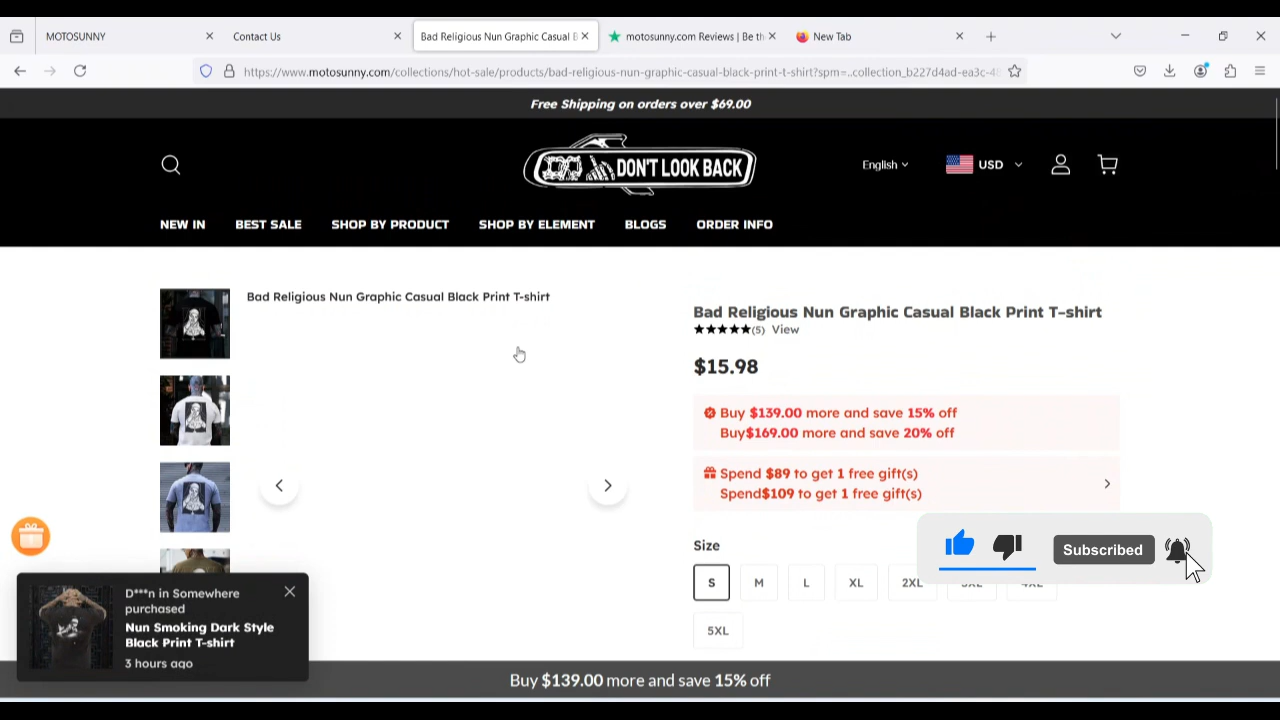 MOTOSUNNY
Contact Us
Bad Religious Nun Graphic Casual B
motosunny.com Reviews | Be th
New Tab
https://www.motosunny.com/collections/hot-sale/products/bad-religious-nun-graphic-casual-black-print-t-shirt?spm=..collection_b227d4ad-ea3c-48
Free Shipping on orders over $69.00
DON'T LOOK BACK
English
USD
NEW IN
BEST SALE
SHOP BY PRODUCT
SHOP BY ELEMENT
BLOGS
ORDER INFO
Bad Religious Nun Graphic Casual Black Print T-shirt
Bad Religious Nun Graphic Casual Black Print T-shirt
(5) View
$15.98
Buy $139.00 more and save 15% off
Buy$169.00 more and save 20% off
Spend $89 to get 1 free gift(s)
Spend$109 to get 1 free gift(s)
Size
S
M
L
XL
2XL
3XL
4XL
5XL
Subscribed
D***n in Somewhere
purchased
Nun Smoking Dark Style
Black Print T-shirt
3 hours ago
Buy $139.00 more and save 15% off